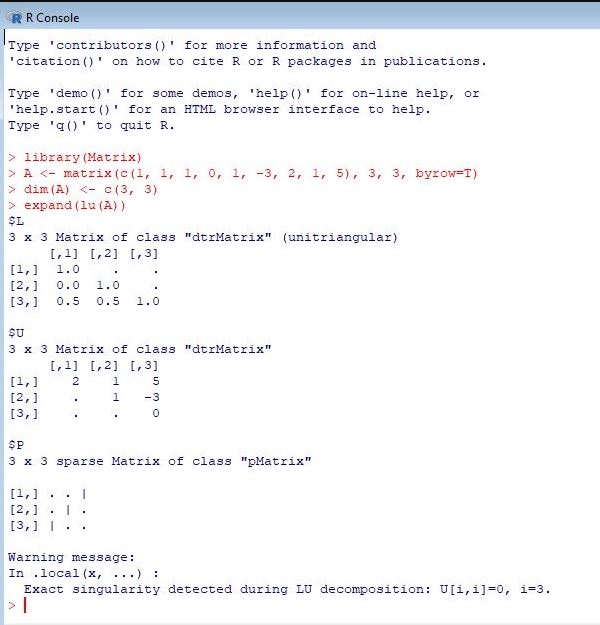 R Console
Type 'contributors()' for more information and
'citation()' on how to cite R or R packages in publications.
Type 'demo()' for some demos, 'help()' for on-line help, or
'help.start()' for an HTML browser interface to help.
Type 'q()' to quit R.
> library(Matrix)
> A <- matrix(c(1, 1, 1, 0, 1, -3, 2, 1, 5), 3, 3, byrow=T)
> dim(A) <- c(3, 3)
> expand(lu(A))
$L
3 x 3 Matrix of class "dtrMatrix" (unitriangular)
     [,1] [,2] [,3]
[1,]  1.0    .    .
[2,]  0.0  1.0    .
[3,]  0.5  0.5  1.0
$U
3 x 3 Matrix of class "dtrMatrix"
     [,1] [,2] [,3]
[1,]    2    1    5
[2,]    .    1   -3
[3,]    .    .    0
$P
3 x 3 sparse Matrix of class "pMatrix"
[1,] . . |
[2,] . | .
[3,] | . .
Warning message:
In .local(x, ...) :
  Exact singularity detected during LU decomposition: U[i,i]=0, i=3.
>